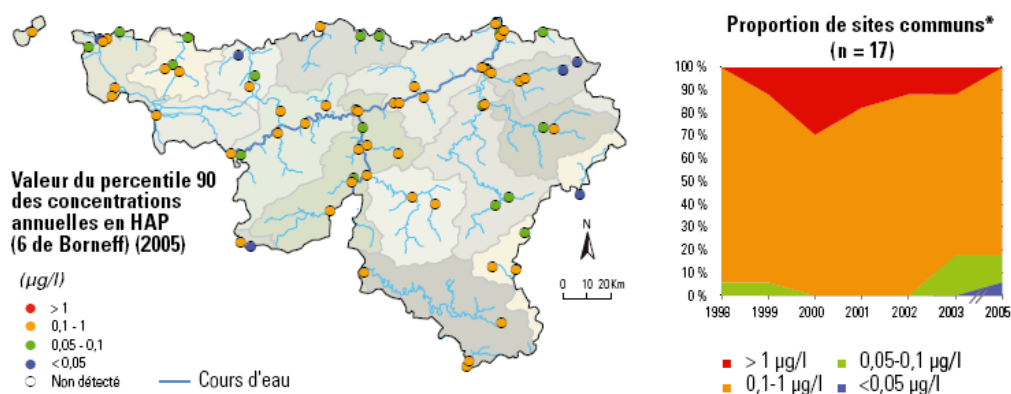 Valeur du percentile 90
des concentrations
annuelles en HAP
(6 de Borneff) (2005)
(µg/l)
> 1
0,1 - 1
0,05 - 0,1
<0,05
Non détecté
Cours d'eau
N
0 10 20 Km
Proportion de sites communs*
(n = 17)
100 %
90 %
80 %
70 %
60 %
50 %
40 %
30 %
20 %
10 %
0 %
1998 1999 2000 2001 2002 2003 2005
> 1 µg/l
0,05-0,1 µg/l
0,1-1 µg/l
<0,05 µg/l